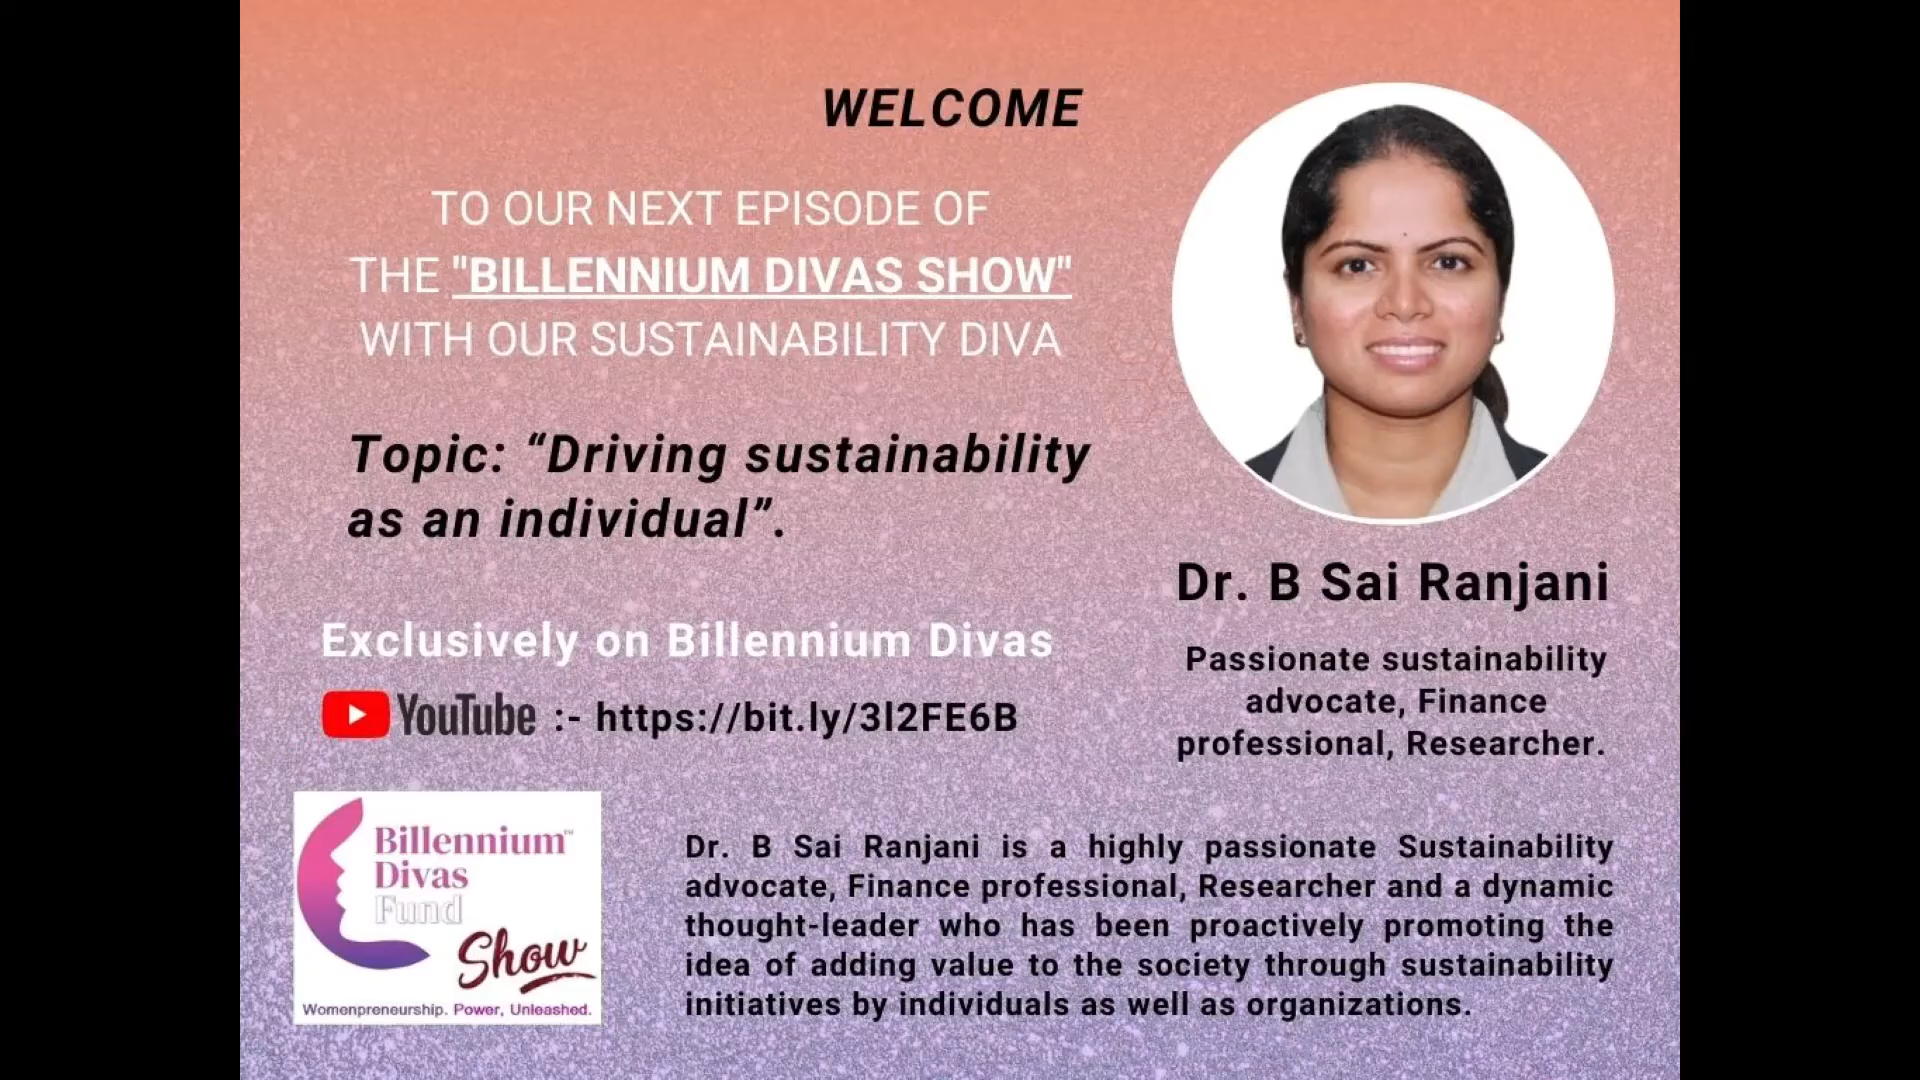 WELCOME
TO OUR NEXT EPISODE OF
THE "BILLENNIUM DIVAS SHOW"
WITH OUR SUSTAINABILITY DIVA
Topic: “Driving sustainability
as an individual”.
Exclusively on Billennium Divas
YouTube :- https://bit.ly/3l2FE6B
Dr. B Sai Ranjani
Passionate sustainability
advocate, Finance
professional, Researcher.
Billennium™
Divas
Fund
Show
Womenpreneurship. Power, Unleashed.
Dr. B Sai Ranjani is a highly passionate Sustainability
advocate, Finance professional, Researcher and a dynamic
thought-leader who has been proactively promoting the
idea of adding value to the society through sustainability
initiatives by individuals as well as organizations.